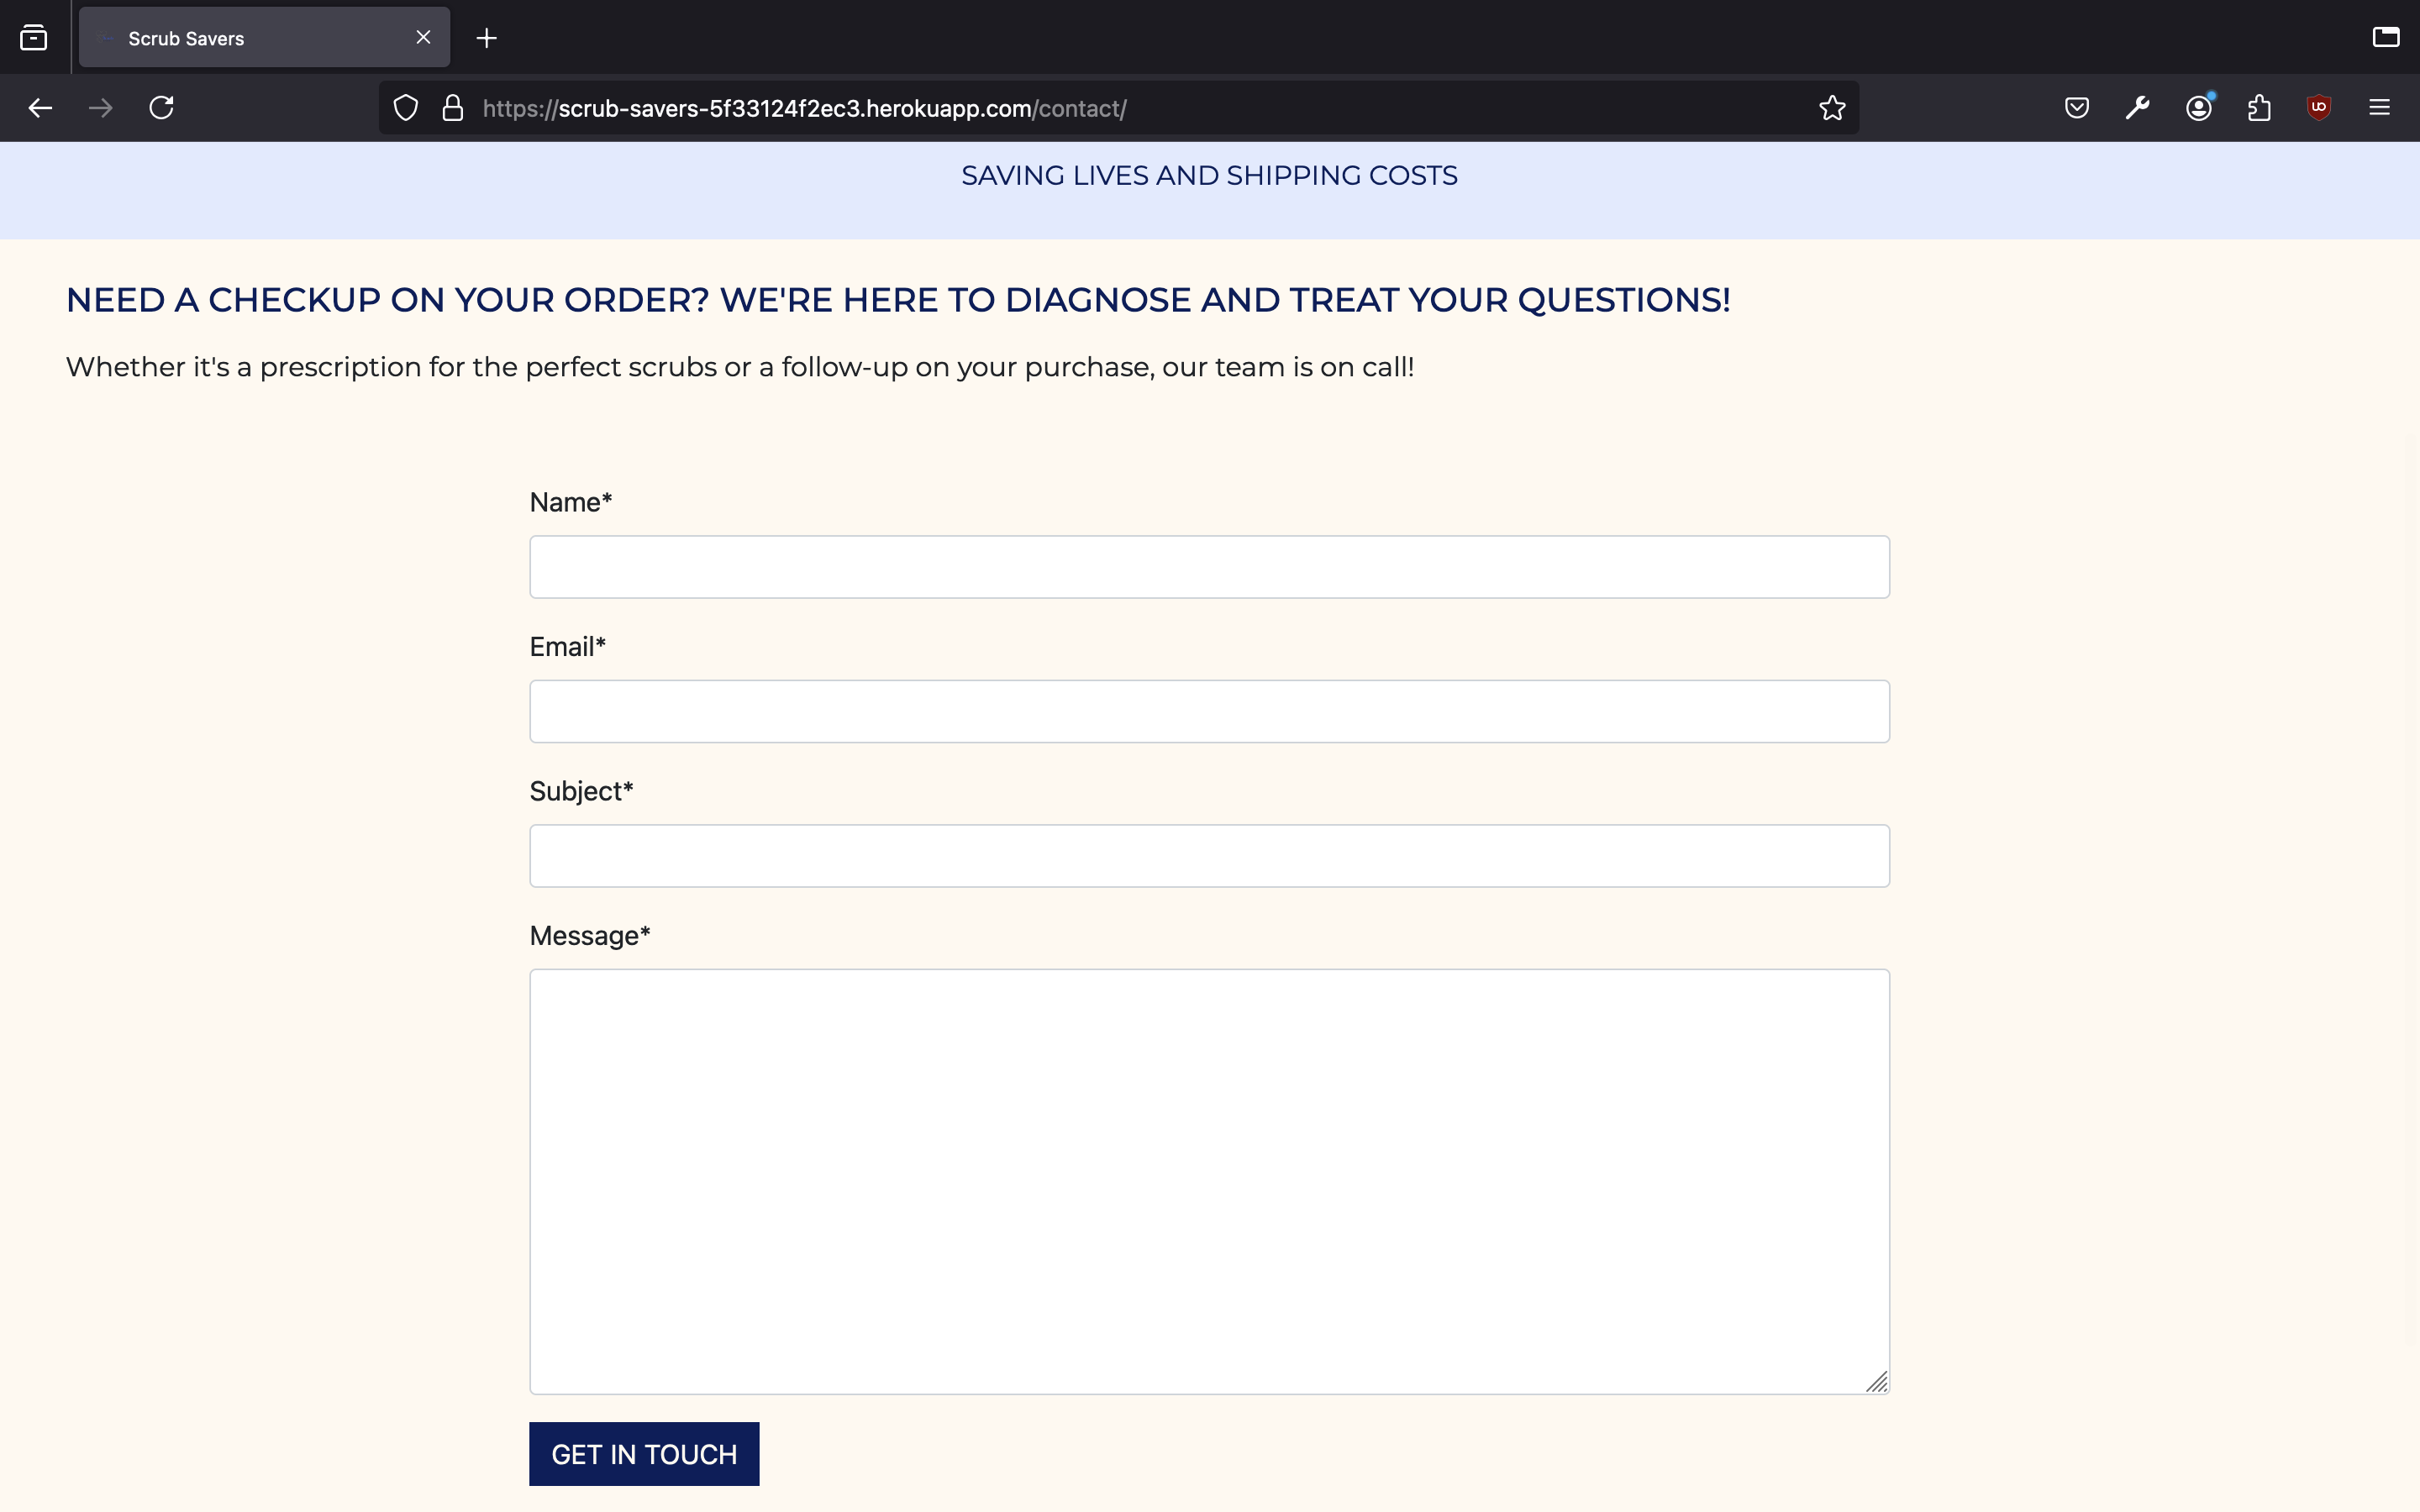 Scrub Savers
https://scrub-savers-5f33124f2ec3.herokuapp.com/contact/
SAVING LIVES AND SHIPPING COSTS
NEED A CHECKUP ON YOUR ORDER? WE'RE HERE TO DIAGNOSE AND TREAT YOUR QUESTIONS!
Whether it's a prescription for the perfect scrubs or a follow-up on your purchase, our team is on call!
Name*
Email*
Subject*
Message*
GET IN TOUCH